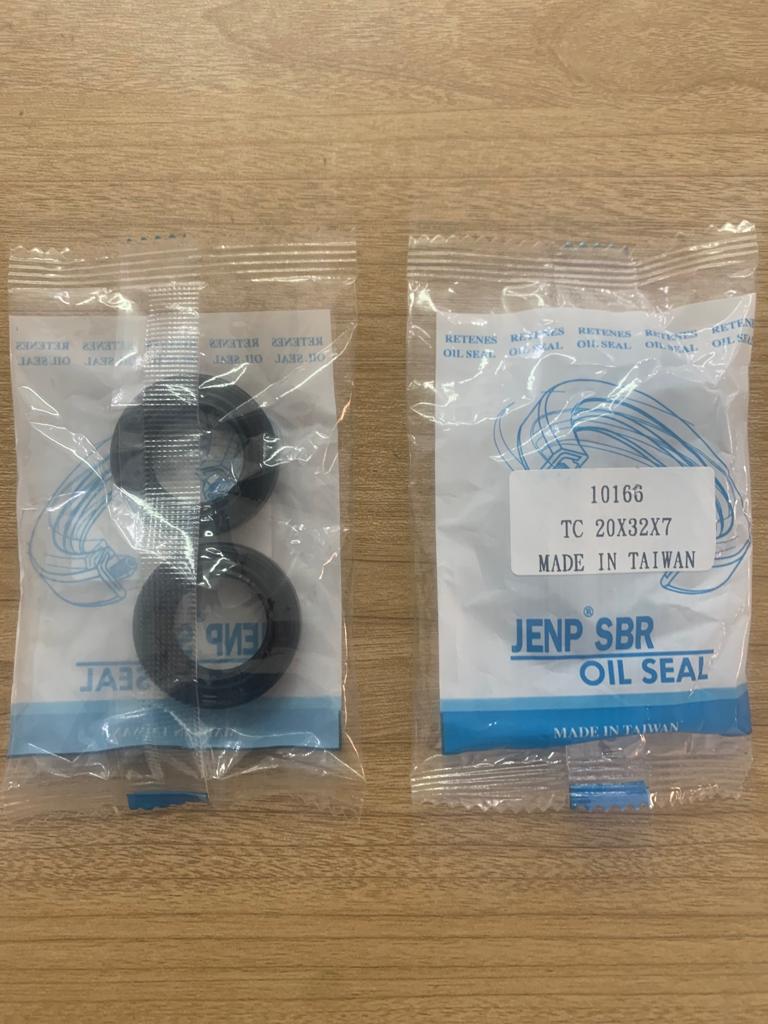 RETENES RETENES RETENES RETENES RETENES
OIL SEAL OIL SEAL OIL SEAL OIL SEAL OIL SEAL
10166
TC 20X32X7
MADE IN TAIWAN
JENP® SBR
OIL SEAL
MADE IN TAIWAN